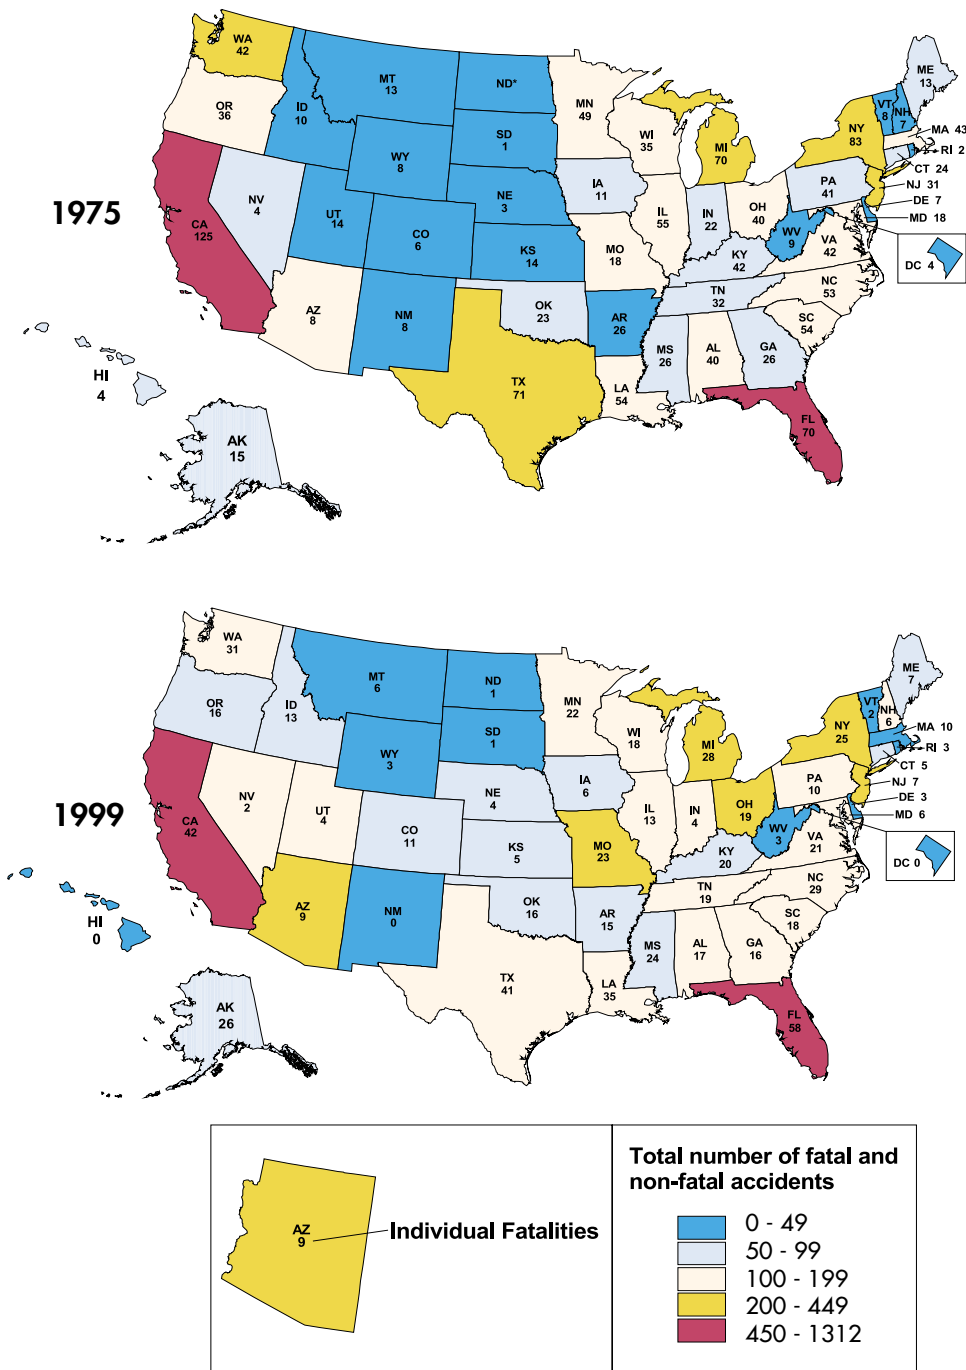 1975
WA
42
OR
36
CA
125
NV
4
ID
10
MT
13
WY
8
UT
14
CO
6
AZ
8
NM
8
ND*
SD
1
NE
3
KS
14
OK
23
TX
71
MN
49
IA
11
MO
18
AR
26
LA
54
WI
35
IL
55
MI
70
IN
22
OH
40
KY
42
TN
32
MS
26
AL
40
GA
26
FL
70
SC
54
NC
53
VA
42
WV
9
PA
41
NY
83
VT
8
NH
7
ME
13
MA 43
RI 2
CT 24
NJ 31
DE 7
MD 18
DC 4
HI
4
AK
15
1999
WA
31
OR
16
CA
42
NV
2
ID
13
MT
6
WY
3
UT
4
CO
11
AZ
9
NM
0
ND
1
SD
1
NE
4
KS
5
OK
16
TX
41
MN
22
IA
6
MO
23
AR
15
LA
35
WI
18
IL
13
MI
28
IN
4
OH
19
KY
20
TN
19
MS
24
AL
17
GA
16
FL
58
SC
18
NC
29
VA
21
WV
3
PA
10
NY
25
VT
2
NH
6
ME
7
MA 10
RI 3
CT 5
NJ 7
DE 3
MD 6
DC 0
HI
0
AK
26
AZ
9
Individual Fatalities
Total number of fatal and
non-fatal accidents
0 - 49
50 - 99
100 - 199
200 - 449
450 - 1312